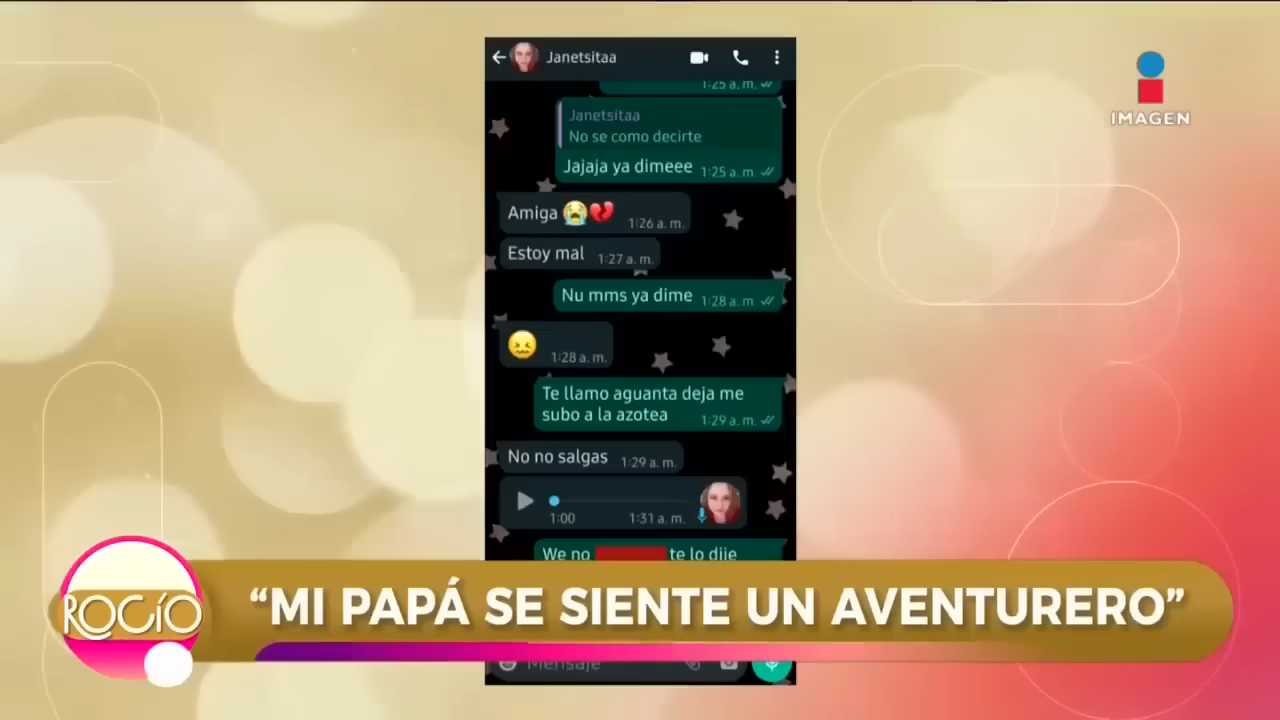 Janetsitaa
1:25 a. m.
Janetsitaa
No se como decirte
Jajaja ya dimeee 1:25 a. m.
Amiga 😭💔 1:26 a. m.
Estoy mal 1:27 a. m.
Nu mms ya dime 1:28 a. m
😖 1:28 a. m.
Te llamo aguanta deja me
subo a la azotea 1:29 a. m.
No no salgas 1:29 a. m.
1:00 1:31 a. m.
We no te lo dije
Mensaje
IMAGEN
ROCÍO
“MI PAPÁ SE SIENTE UN AVENTURERO”